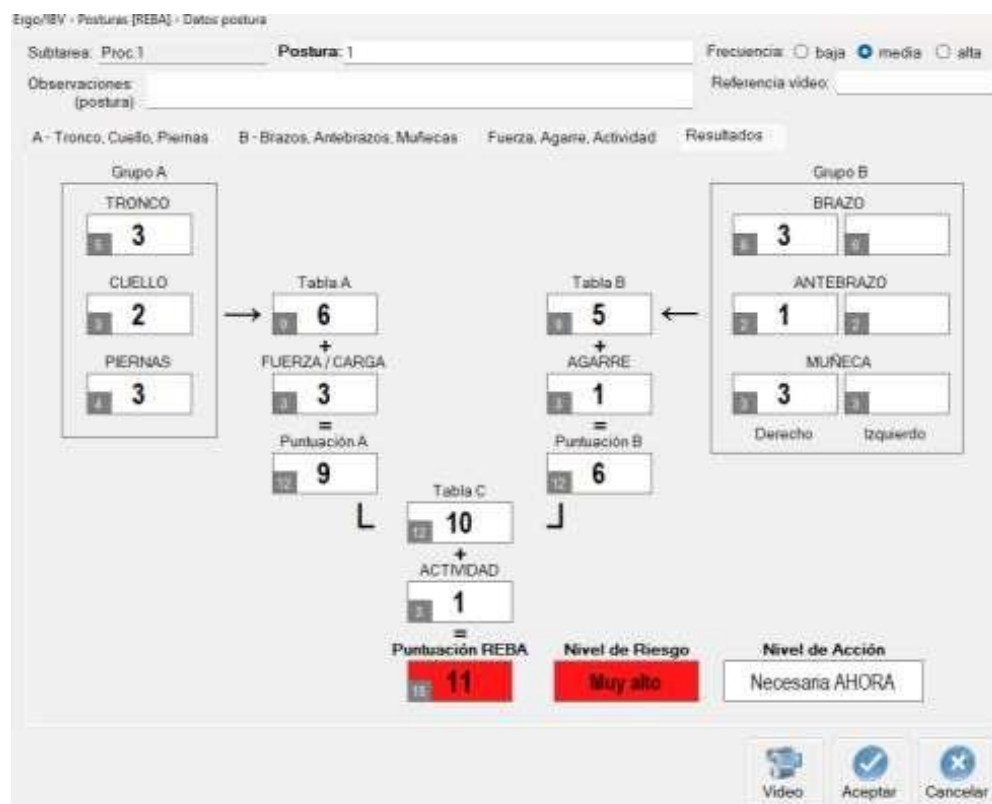 Ergo/IBV - Posturas [REBA] - Datos postura
Subtarea: Proc.1 Postura: 1 Frecuencia: baja media alta
Observaciones: Referencia vídeo:
(postura)
A - Tronco, Cuello, Piernas B - Brazos, Antebrazos, Muñecas Fuerza, Agarre, Actividad Resultados
Grupo A Grupo B
TRONCO BRAZO
3 3
CUELLO Tabla A Tabla B ANTEBRAZO
2 → 6 5 ← 1
+ +
PIERNAS FUERZA / CARGA AGARRE MUÑECA
3 3 1 3
= =
Puntuación A Puntuación B Derecho Izquierdo
12 9 12 6
Tabla C
12 10
+
ACTIVIDAD
1
=
Puntuación REBA Nivel de Riesgo Nivel de Acción
15 11 Muy alto Necesaria AHORA
Video Aceptar Cancelar